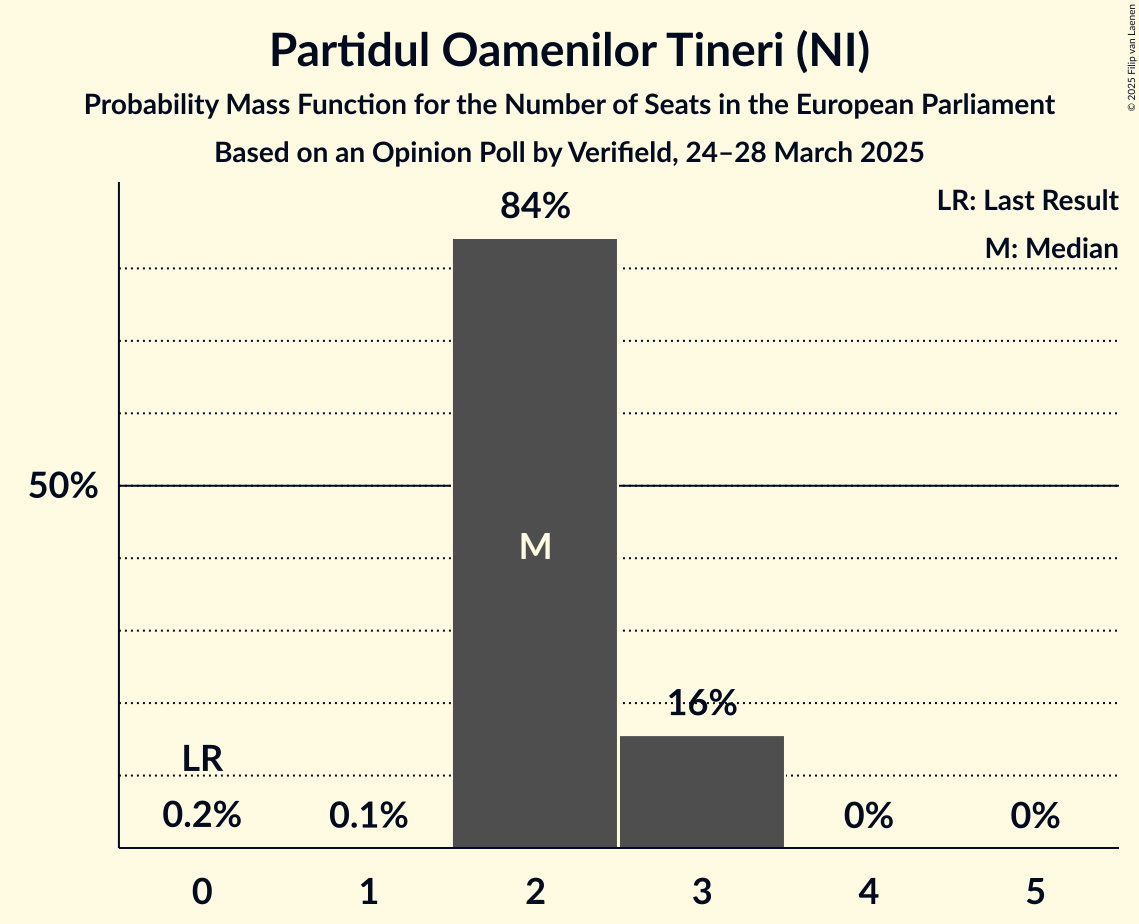 Partidul Oamenilor Tineri (NI)
Probability Mass Function for the Number of Seats in the European Parliament
Based on an Opinion Poll by Verifield, 24–28 March 2025
© 2025 Filip van Laenen
LR: Last Result
M: Median
84%
50%
M
16%
LR
0.2%
0.1%
0%
0%
0
1
2
3
4
5